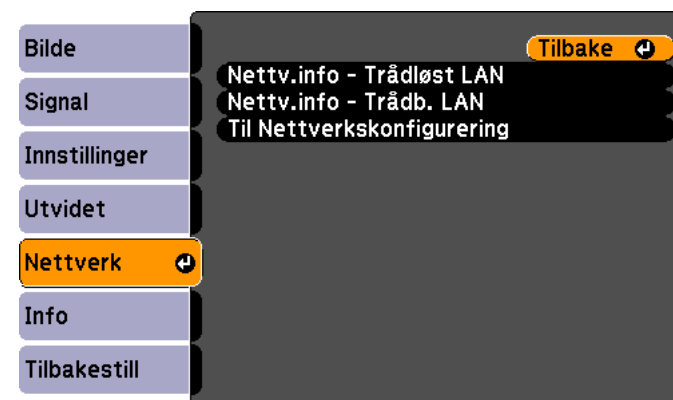 Bilde
Signal
Innstillinger
Utvidet
Nettverk
Info
Tilbakestill
Tilbake
Nettv.info - Trådløst LAN
Nettv.info - Trådb. LAN
Til Nettverkskonfigurering